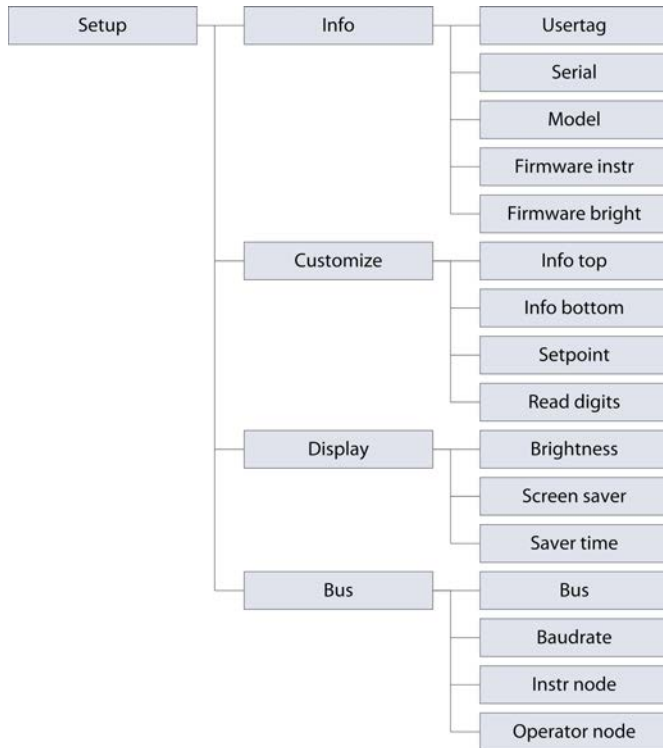 Setup
Info
Usertag
Serial
Model
Firmware instr
Firmware bright
Customize
Info top
Info bottom
Setpoint
Read digits
Display
Brightness
Screen saver
Saver time
Bus
Bus
Baudrate
Instr node
Operator node